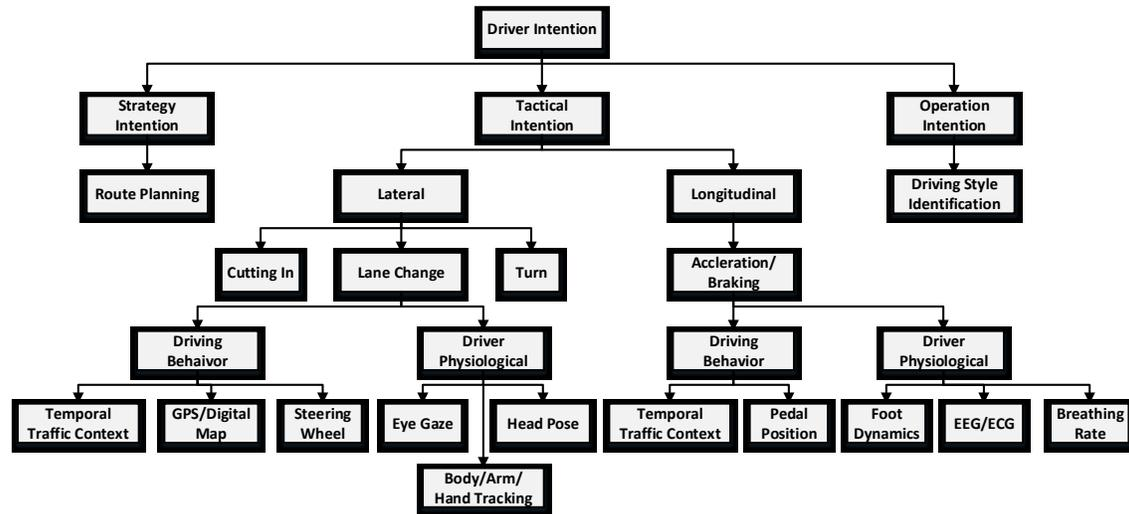 Driver Intention
Strategy
Intention
Tactical
Intention
Operation
Intention
Route Planning
Lateral
Longitudinal
Driving Style
Identification
Cutting In
Lane Change
Turn
Accleration/
Braking
Driving
Behaivor
Driver
Physiological
Driving
Behavior
Driver
Physiological
Temporal
Traffic Context
GPS/Digital
Map
Steering
Wheel
Eye Gaze
Head Pose
Temporal
Traffic Context
Pedal
Position
Foot
Dynamics
EEG/ECG
Breathing
Rate
Body/Arm/
Hand Tracking